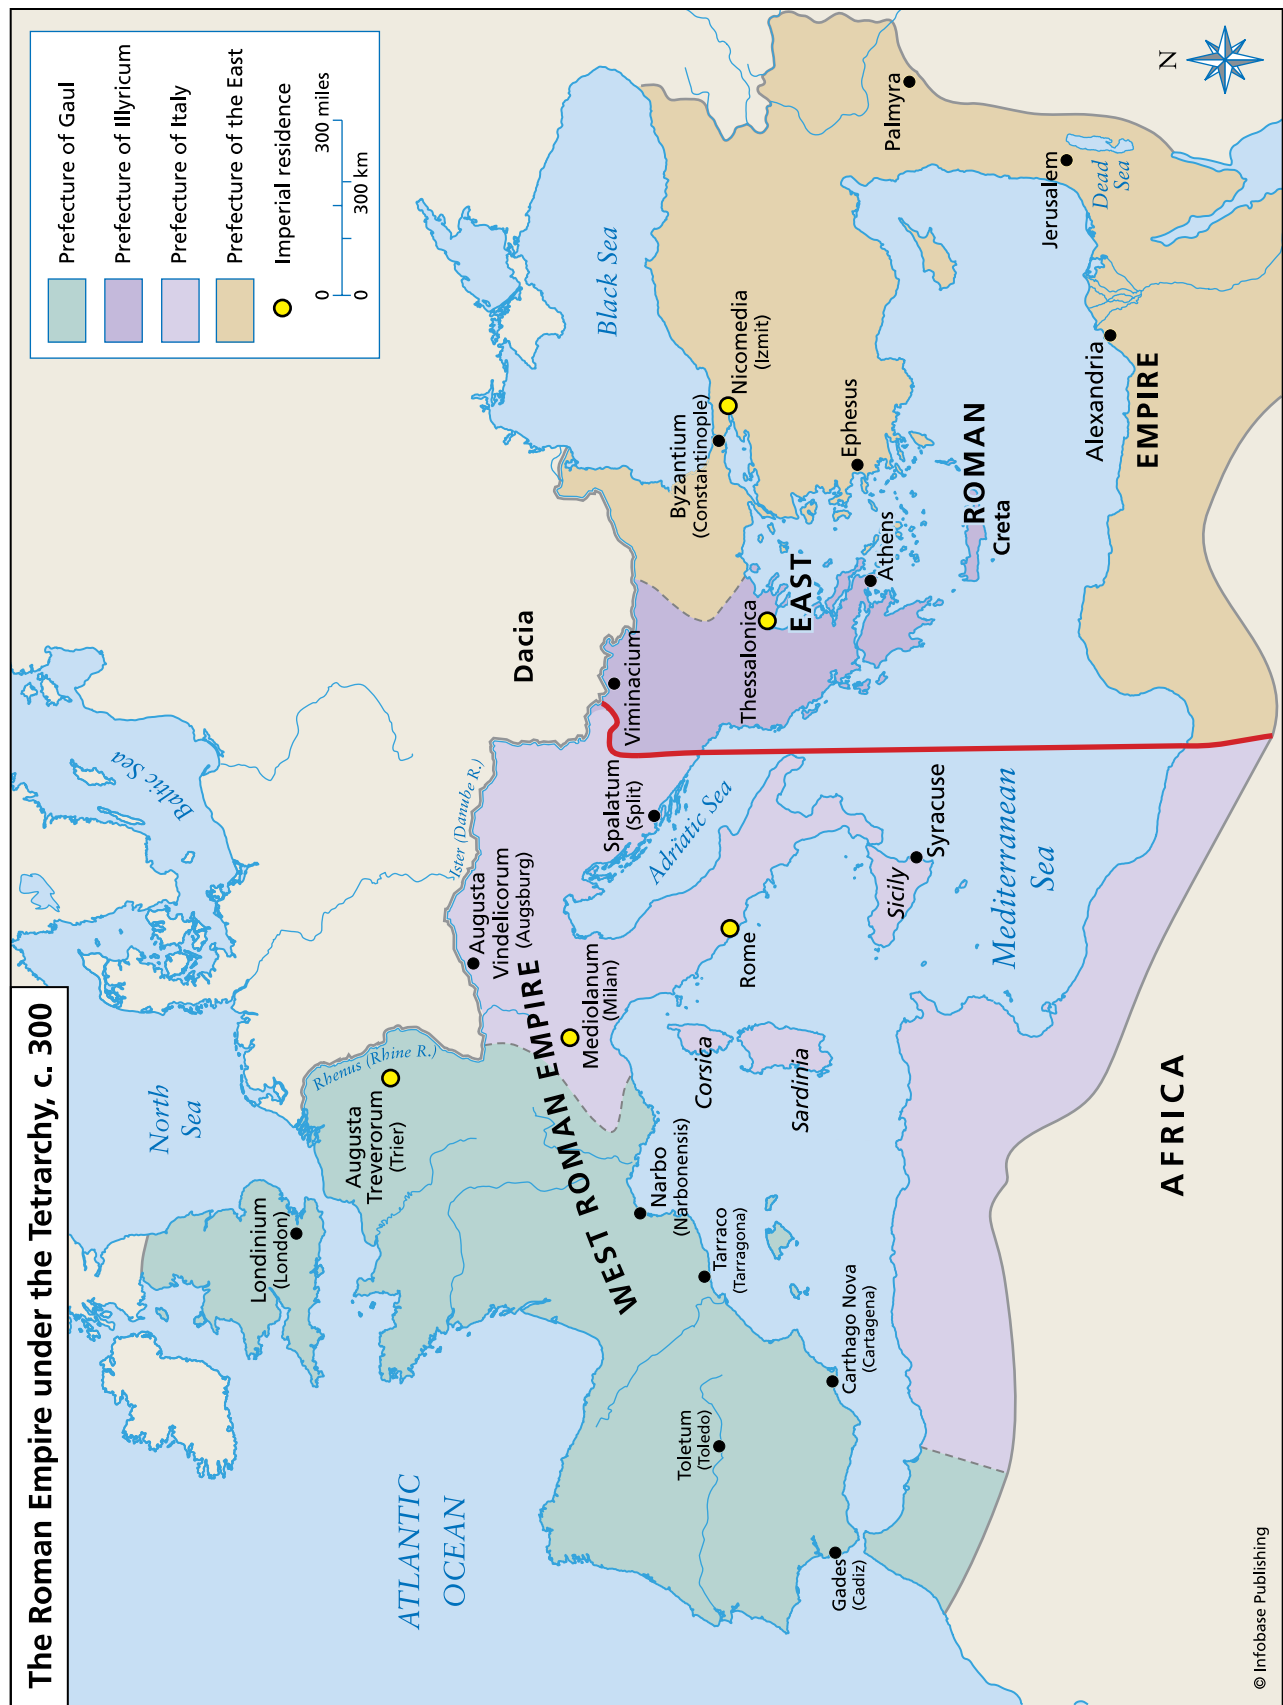 The Roman Empire under the Tetrarchy, c. 300
Prefecture of Gaul
Prefecture of Illyricum
Prefecture of Italy
Prefecture of the East
Imperial residence
0
300 miles
0
300 km
N
North
Sea
Baltic Sea
ATLANTIC
OCEAN
Londinium
(London)
Rhenus (Rhine R.)
Augusta
Treverorum
(Trier)
Ister (Danube R.)
Augusta
Vindelicorum
(Augsburg)
Dacia
Black Sea
WEST ROMAN EMPIRE
Mediolanum
(Milan)
Spalatum
(Split)
Viminacium
Adriatic Sea
Narbo
(Narbonensis)
Tarraco
(Tarragona)
Toletum
(Toledo)
Carthago Nova
(Cartagena)
Gades
(Cadiz)
Corsica
Sardinia
Rome
Sicily
Syracuse
Thessalonica
Byzantium
(Constantinople)
Nicomedia
(Izmit)
Ephesus
Athens
EAST
ROMAN
EMPIRE
Creta
Palmyra
Jerusalem
Dead
Sea
Alexandria
Mediterranean
Sea
AFRICA
© Infobase Publishing